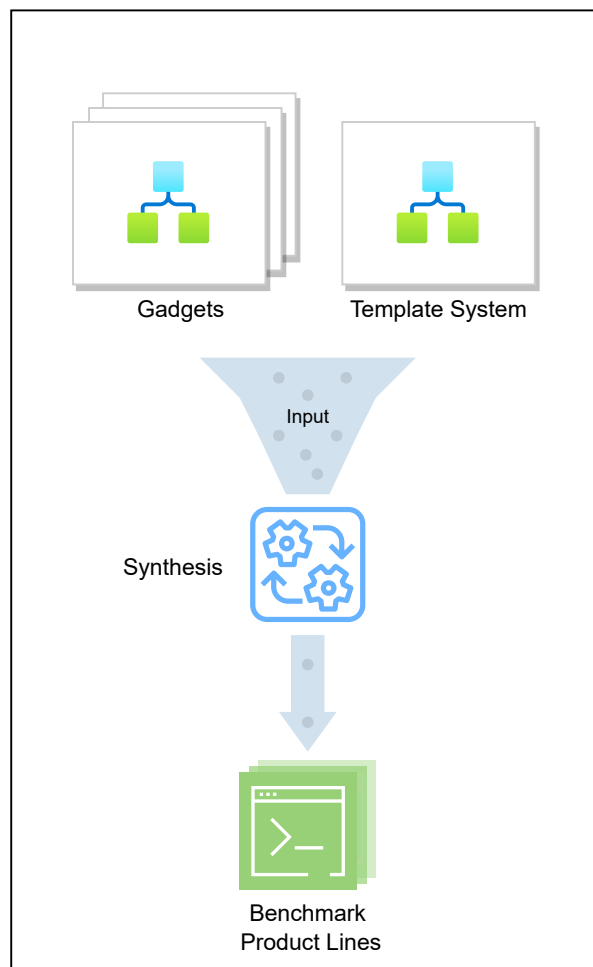 Gadgets
Template System
Input
Synthesis
Benchmark
Product Lines